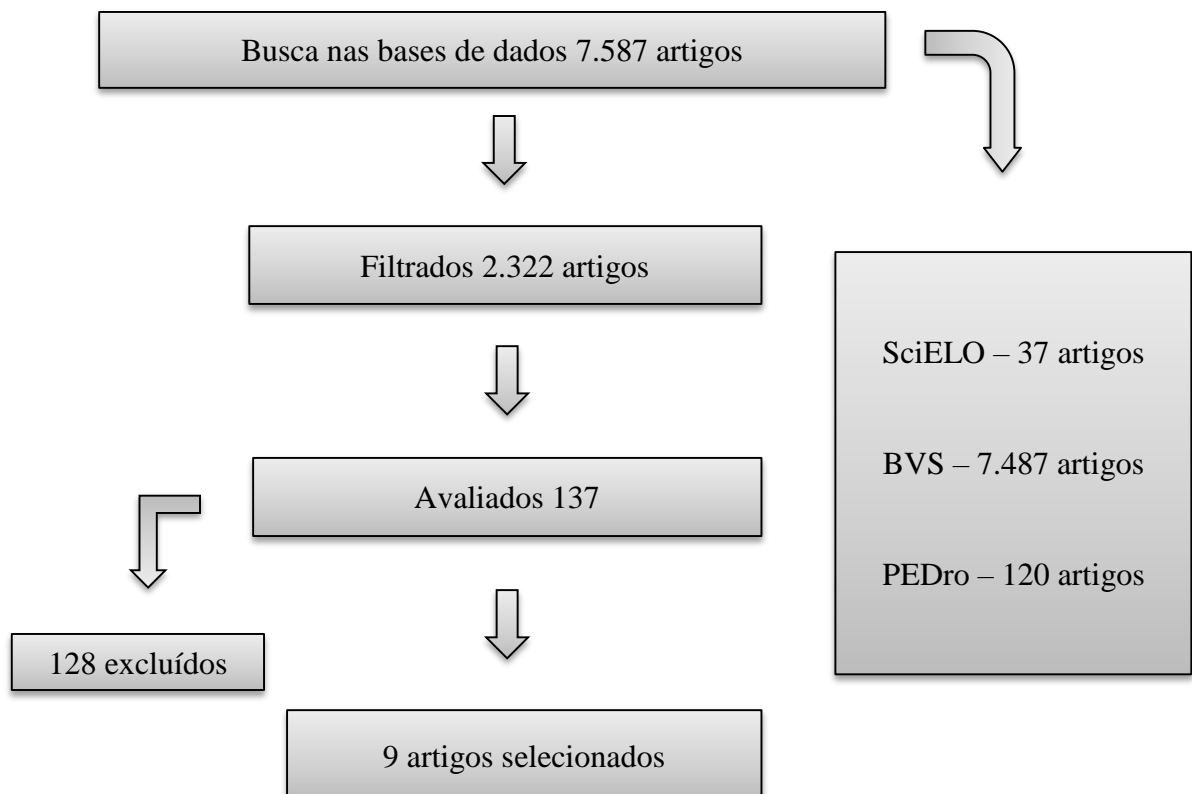 Busca nas bases de dados 7.587 artigos
Filtrados 2.322 artigos
SciELO – 37 artigos
BVS – 7.487 artigos
PEDro – 120 artigos
Avaliados 137
128 excluídos
9 artigos selecionados